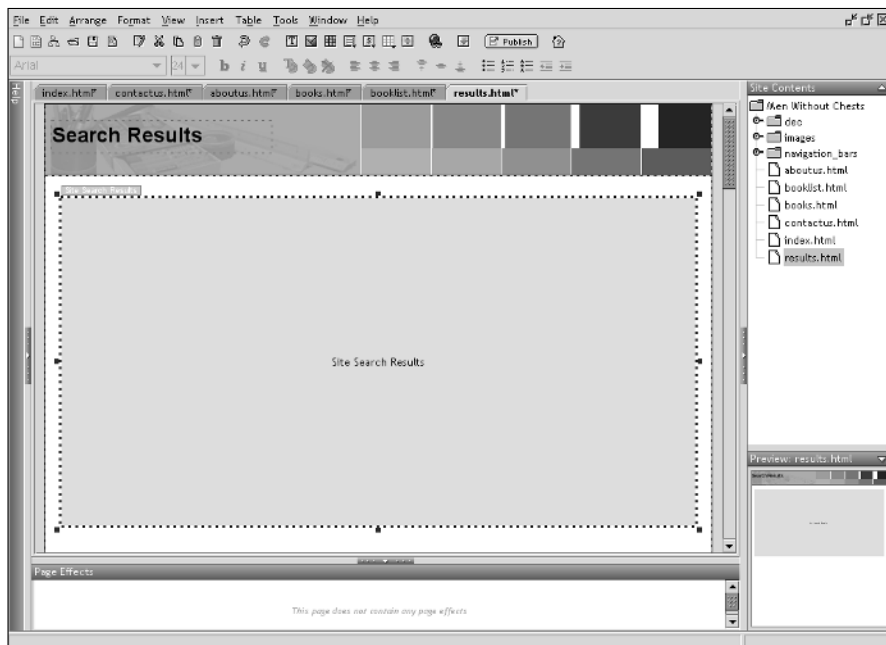 File Edit Arrange Format View Insert Table Tools Window Help
Publish
Arial 24 b i u
Help
index.html* contactus.html* aboutus.html* books.html* booklist.html* results.html*
Search Results
Site Search Results
Site Search Results
Page Effects
This page does not contain any page effects
Site Contents
Men Without Chests
doc
images
navigation_bars
aboutus.html
booklist.html
books.html
contactus.html
index.html
results.html
Preview: results.html
Search Results